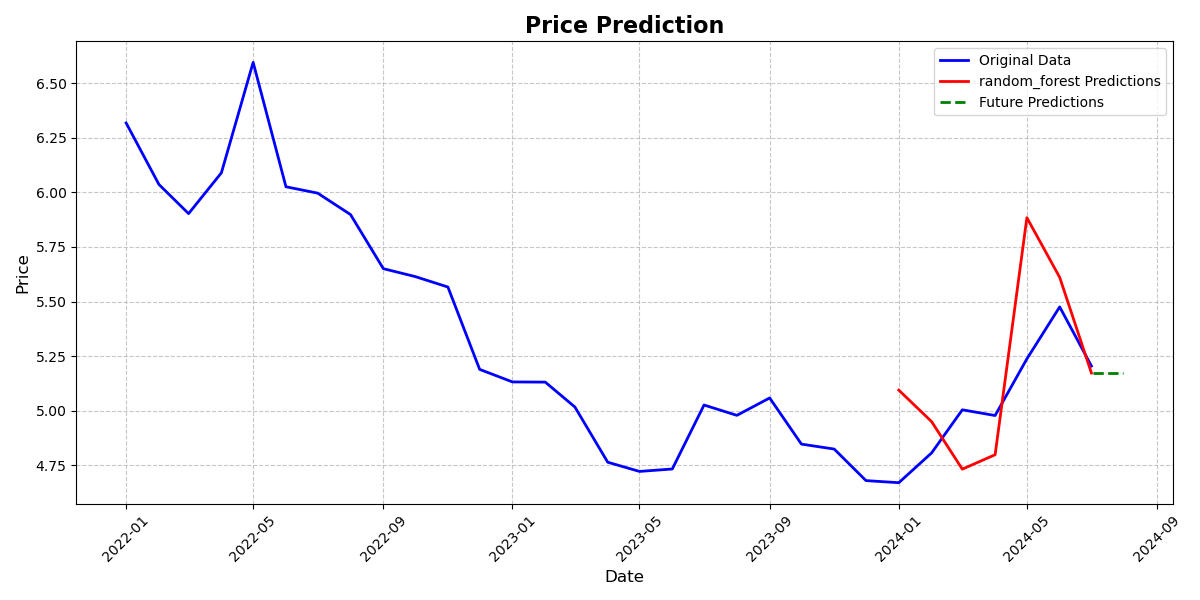 Price Prediction
Original Data
random_forest Predictions
Future Predictions
Price
6.50
6.25
6.00
5.75
5.50
5.25
5.00
4.75
2022-01
2022-05
2022-09
2023-01
2023-05
2023-09
2024-01
2024-05
2024-09
Date